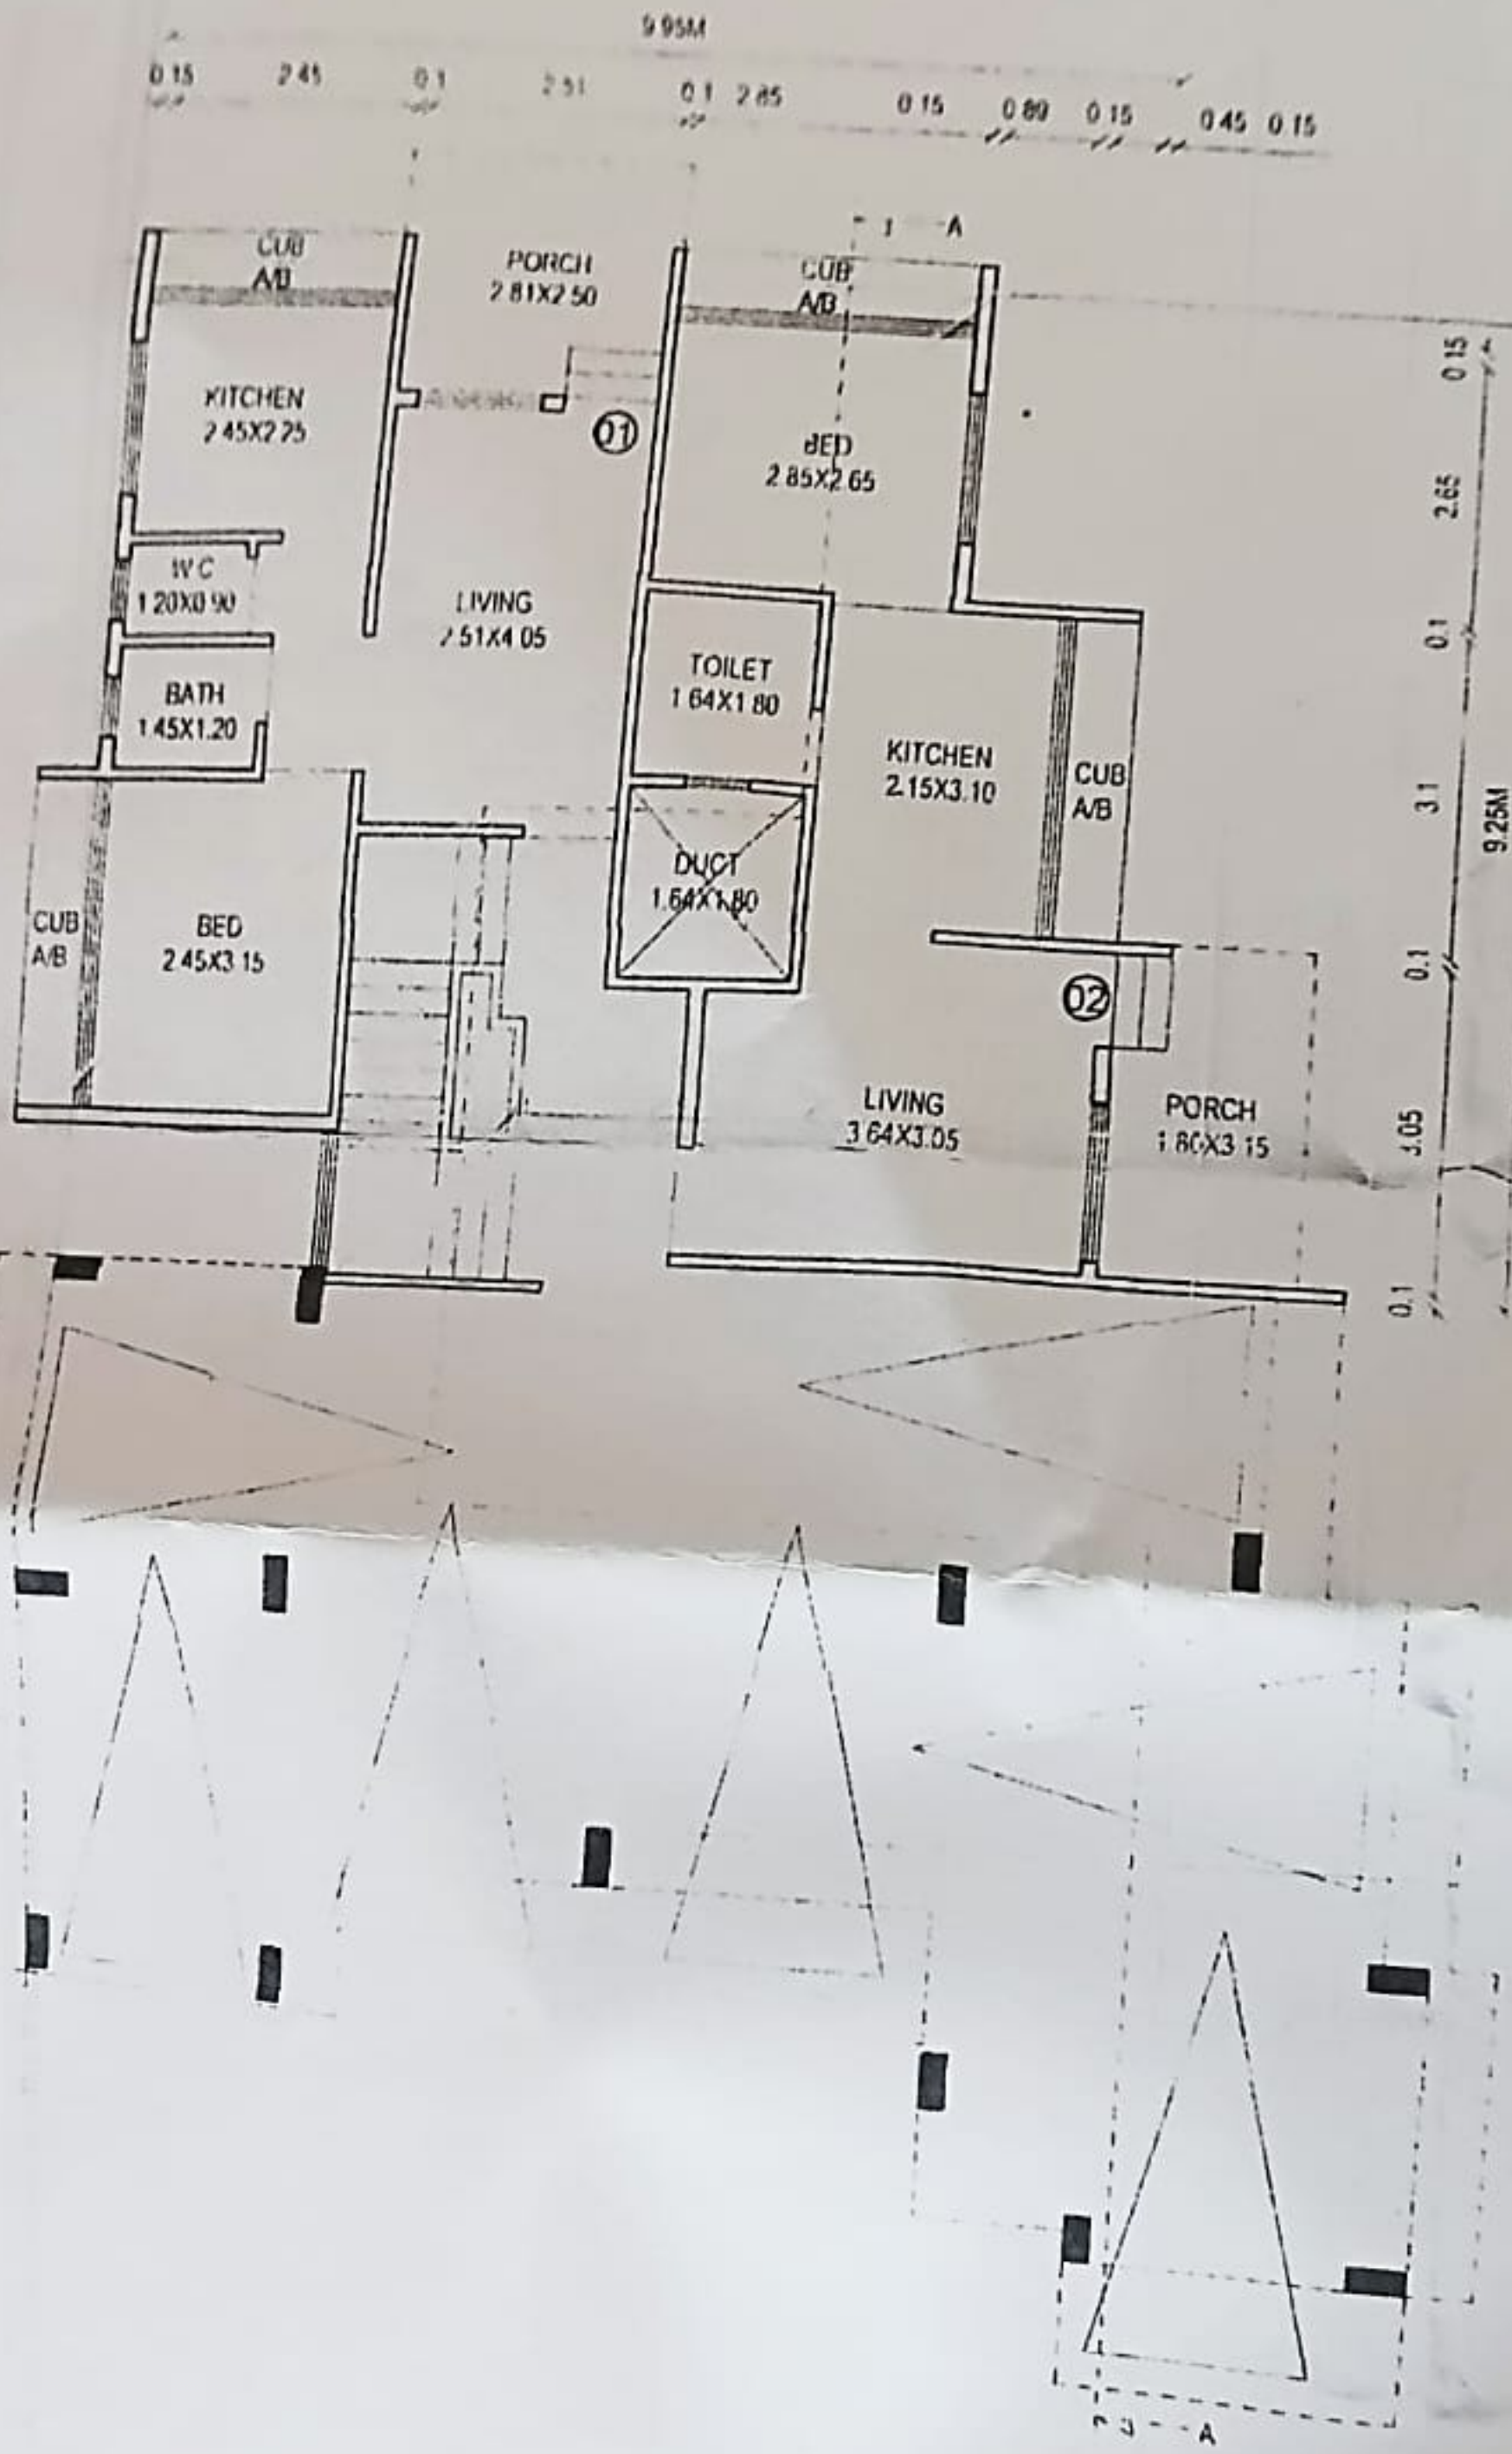 9.95M
0.15 2.45 0.1 2.51 0.1 2.85 0.15 0.89 0.15 0.45 0.15
A
CUB
A/B
PORCH
2.81X2.50
CUB
A/B
KITCHEN
2.45X2.25
01
BED
2.85X2.65
W.C
1.20X0.90
LIVING
2.51X4.05
BATH
1.45X1.20
TOILET
1.64X1.80
KITCHEN
2.15X3.10
CUB
A/B
DUCT
1.64X1.80
CUB
A/B
BED
2.45X3.15
02
LIVING
3.64X3.05
PORCH
1.80X3.15
0.15
2.65
0.1
3.1
0.1
3.05
0.1
9.25M
A